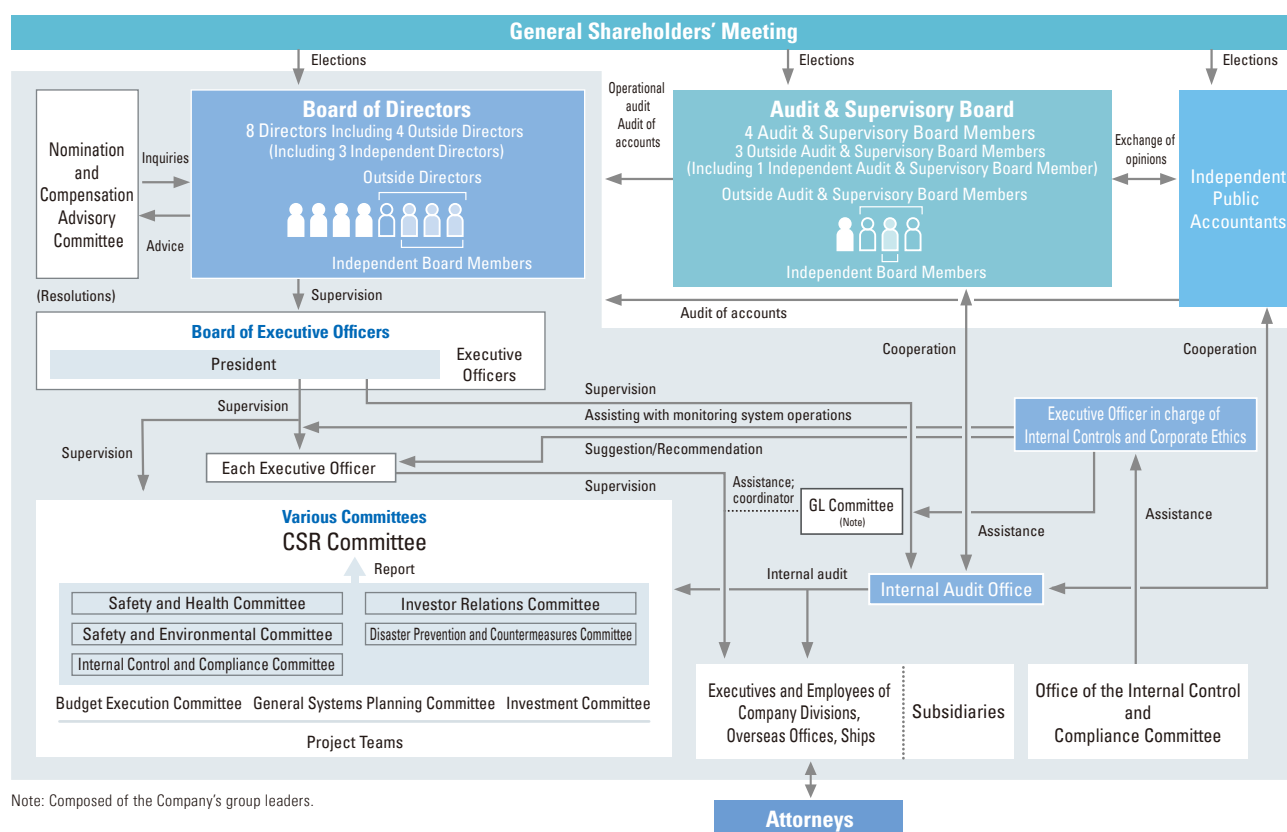 General Shareholders' Meeting
Elections
Elections
Elections
Nomination
and
Compensation
Advisory
Committee
Inquiries
Advice
Board of Directors
8 Directors Including 4 Outside Directors
(Including 3 Independent Directors)
Outside Directors
Independent Board Members
Operational
audit
Audit of
accounts
Audit & Supervisory Board
4 Audit & Supervisory Board Members
3 Outside Audit & Supervisory Board Members
(Including 1 Independent Audit & Supervisory Board Member)
Outside Audit & Supervisory Board Members
Independent Board Members
Exchange of
opinions
Independent
Public
Accountants
(Resolutions)
Supervision
Audit of accounts
Board of Executive Officers
President
Executive
Officers
Cooperation
Cooperation
Supervision
Supervision
Supervision
Assisting with monitoring system operations
Executive Officer in charge of
Internal Controls and Corporate Ethics
Each Executive Officer
Suggestion/Recommendation
Supervision
Assistance;
coordinator
GL Committee
(Note)
Assistance
Assistance
Various Committees
CSR Committee
Report
Internal audit
Internal Audit Office
Safety and Health Committee
Investor Relations Committee
Safety and Environmental Committee
Disaster Prevention and Countermeasures Committee
Internal Control and Compliance Committee
Budget Execution Committee
General Systems Planning Committee
Investment Committee
Project Teams
Executives and Employees of
Company Divisions,
Overseas Offices, Ships
Subsidiaries
Office of the Internal Control
and
Compliance Committee
Note: Composed of the Company's group leaders.
Attorneys